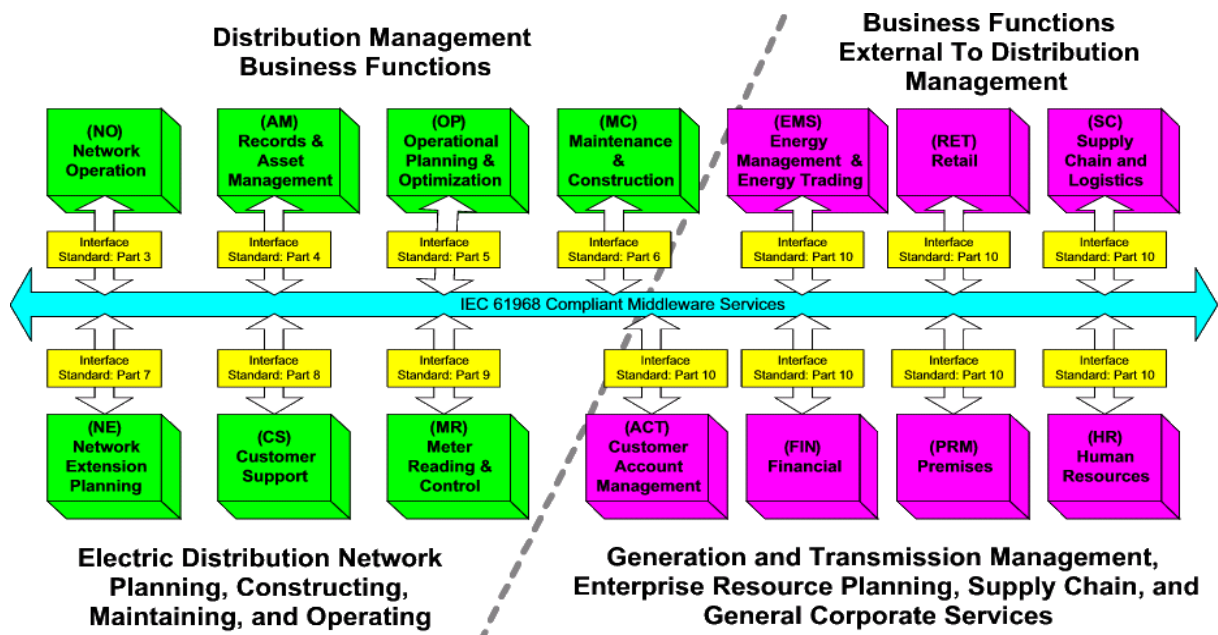 Distribution Management
Business Functions
Business Functions
External To Distribution
Management
(NO)
Network
Operation
(AM)
Records &
Asset
Management
(OP)
Operational
Planning &
Optimization
(MC)
Maintenance
&
Construction
(EMS)
Energy
Management &
Energy Trading
(RET)
Retail
(SC)
Supply
Chain and
Logistics
Interface
Standard: Part 3
Interface
Standard: Part 4
Interface
Standard: Part 5
Interface
Standard: Part 6
Interface
Standard: Part 10
Interface
Standard: Part 10
Interface
Standard: Part 10
IEC 61968 Compliant Middleware Services
Interface
Standard: Part 7
Interface
Standard: Part 8
Interface
Standard: Part 9
Interface
Standard: Part 10
Interface
Standard: Part 10
Interface
Standard: Part 10
Interface
Standard: Part 10
(NE)
Network
Extension
Planning
(CS)
Customer
Support
(MR)
Meter
Reading &
Control
(ACT)
Customer
Account
Management
(FIN)
Financial
(PRM)
Premises
(HR)
Human
Resources
Electric Distribution Network
Planning, Constructing,
Maintaining, and Operating
Generation and Transmission Management,
Enterprise Resource Planning, Supply Chain, and
General Corporate Services